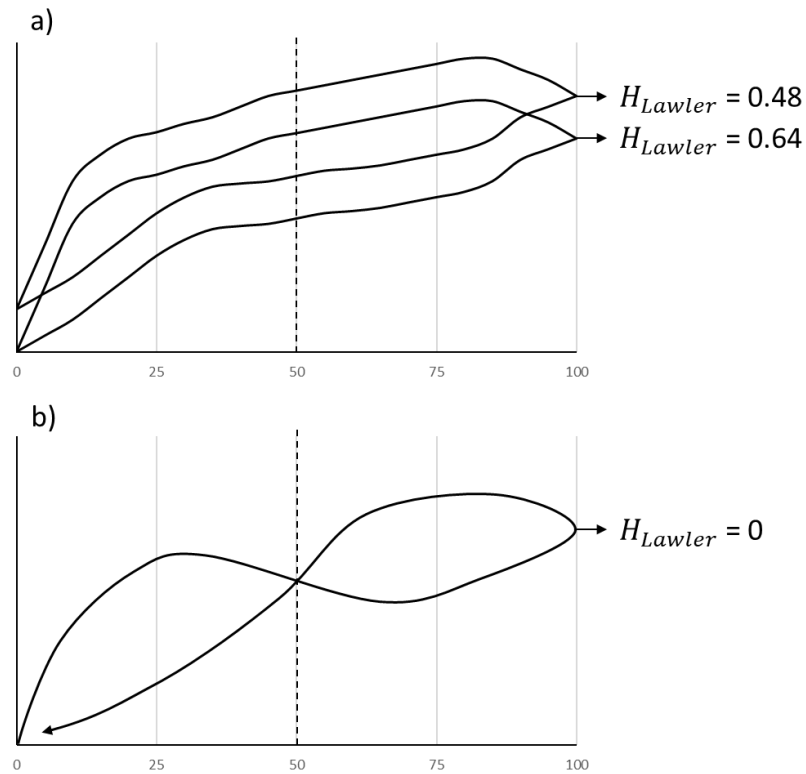 a)
H_Lawler = 0.48
H_Lawler = 0.64
0 25 50 75 100
b)
H_Lawler = 0
0 25 50 75 100